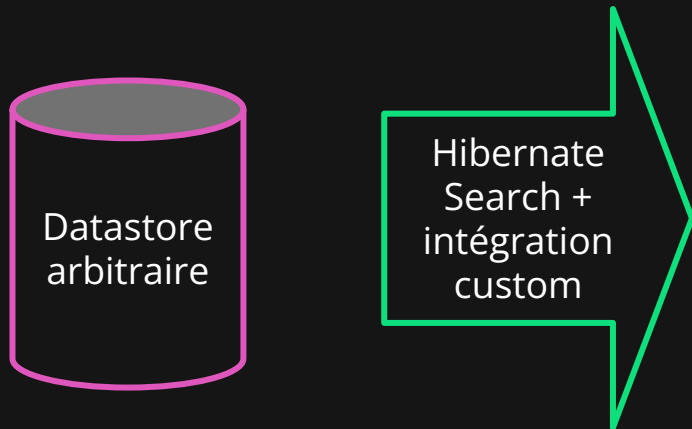 Datastore
arbitraire
Hibernate
Search +
intégration
custom